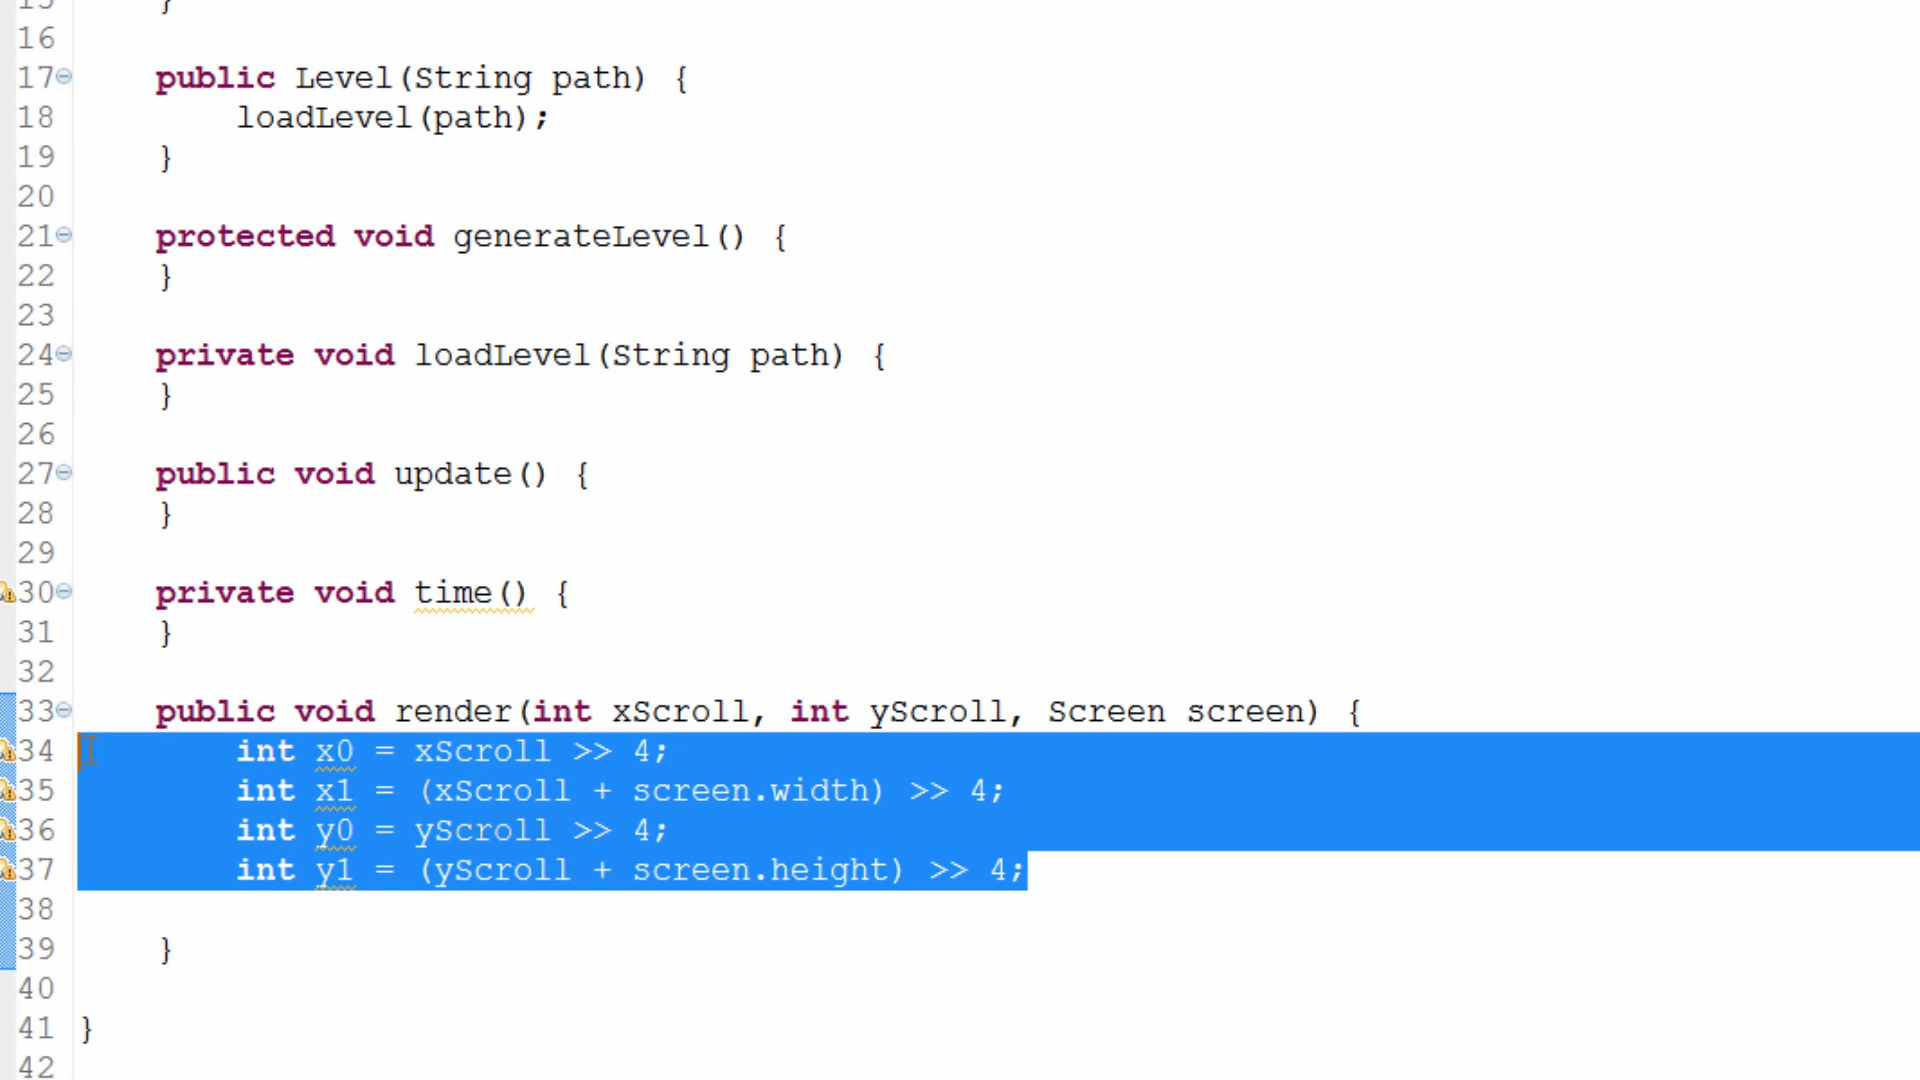 15 }
16
17 public Level(String path) {
18 loadLevel(path);
19 }
20
21 protected void generateLevel() {
22 }
23
24 private void loadLevel(String path) {
25 }
26
27 public void update() {
28 }
29
30 private void time() {
31 }
32
33 public void render(int xScroll, int yScroll, Screen screen) {
34 int x0 = xScroll >> 4;
35 int x1 = (xScroll + screen.width) >> 4;
36 int y0 = yScroll >> 4;
37 int y1 = (yScroll + screen.height) >> 4;
38
39 }
40
41 }
42